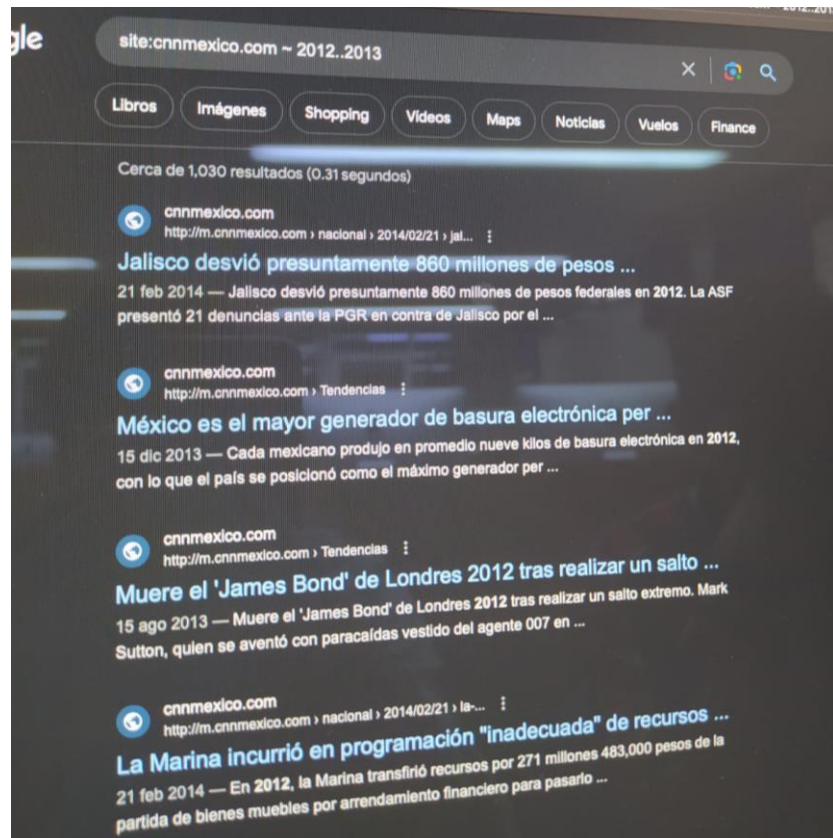 gle
site:cnnmexico.com ~ 2012..2013
Libros Imágenes Shopping Videos Maps Noticias Vuelos Finance
Cerca de 1,030 resultados (0.31 segundos)
cnnmexico.com
http://m.cnnmexico.com › nacional › 2014/02/21 › jal...
Jalisco desvió presuntamente 860 millones de pesos ...
21 feb 2014 — Jalisco desvió presuntamente 860 millones de pesos federales en 2012. La ASF
presentó 21 denuncias ante la PGR en contra de Jalisco por el ...
cnnmexico.com
http://m.cnnmexico.com › Tendencias
México es el mayor generador de basura electrónica per ...
15 dic 2013 — Cada mexicano produjo en promedio nueve kilos de basura electrónica en 2012,
con lo que el país se posicionó como el máximo generador per ...
cnnmexico.com
http://m.cnnmexico.com › Tendencias
Muere el 'James Bond' de Londres 2012 tras realizar un salto ...
15 ago 2013 — Muere el 'James Bond' de Londres 2012 tras realizar un salto extremo. Mark
Sutton, quien se aventó con paracaídas vestido del agente 007 en ...
cnnmexico.com
http://m.cnnmexico.com › nacional › 2014/02/21 › la-...
La Marina incurrió en programación "inadecuada" de recursos ...
21 feb 2014 — En 2012, la Marina transfirió recursos por 271 millones 483,000 pesos de la
partida de bienes muebles por arrendamiento financiero para pasarlo ...